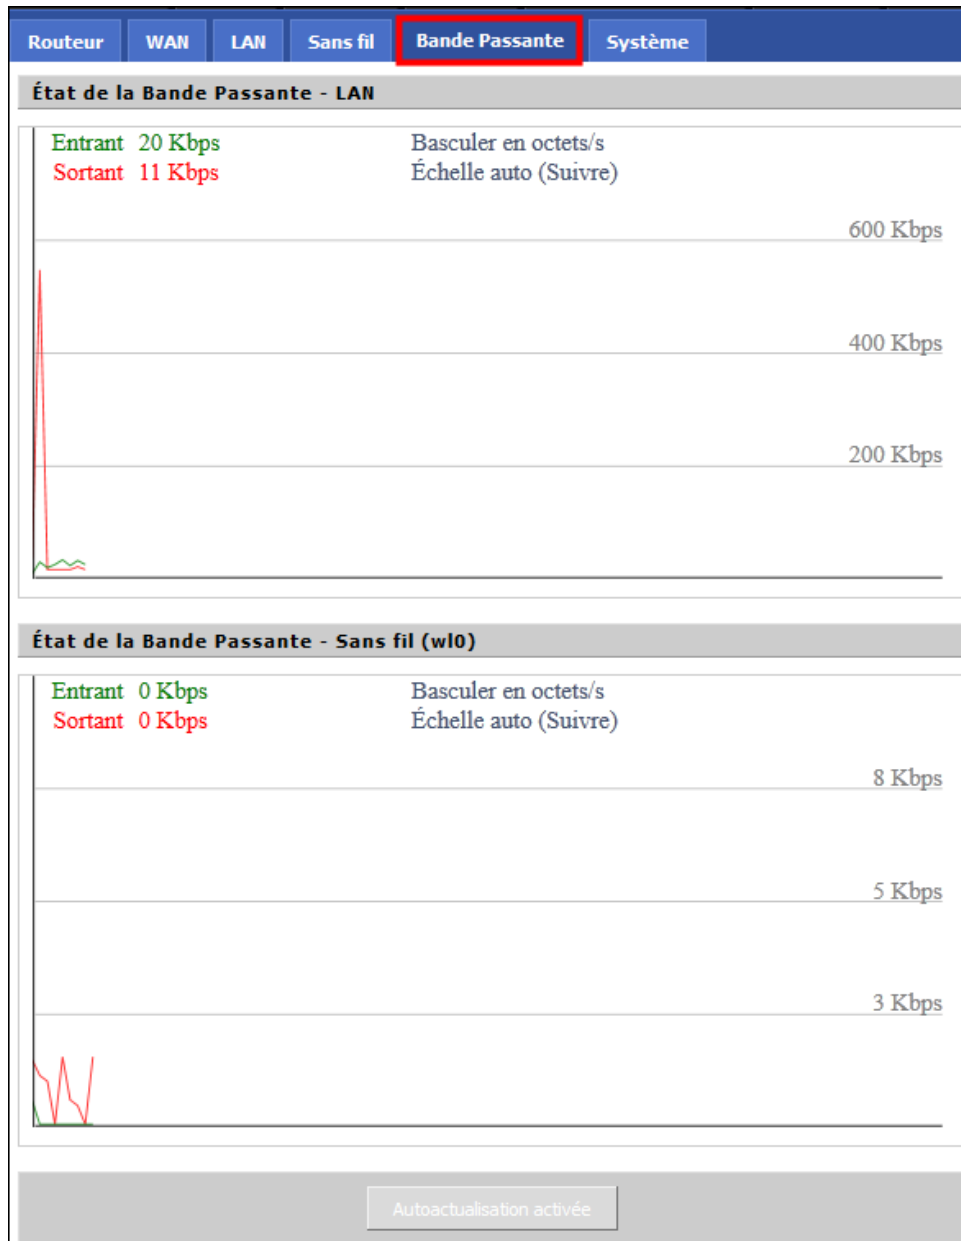 Routeur WAN LAN Sans fil Bande Passante Système
État de la Bande Passante - LAN
Entrant 20 Kbps Basculer en octets/s
Sortant 11 Kbps Échelle auto (Suivre)
600 Kbps
400 Kbps
200 Kbps
État de la Bande Passante - Sans fil (wl0)
Entrant 0 Kbps Basculer en octets/s
Sortant 0 Kbps Échelle auto (Suivre)
8 Kbps
5 Kbps
3 Kbps
Autoactualisation activée